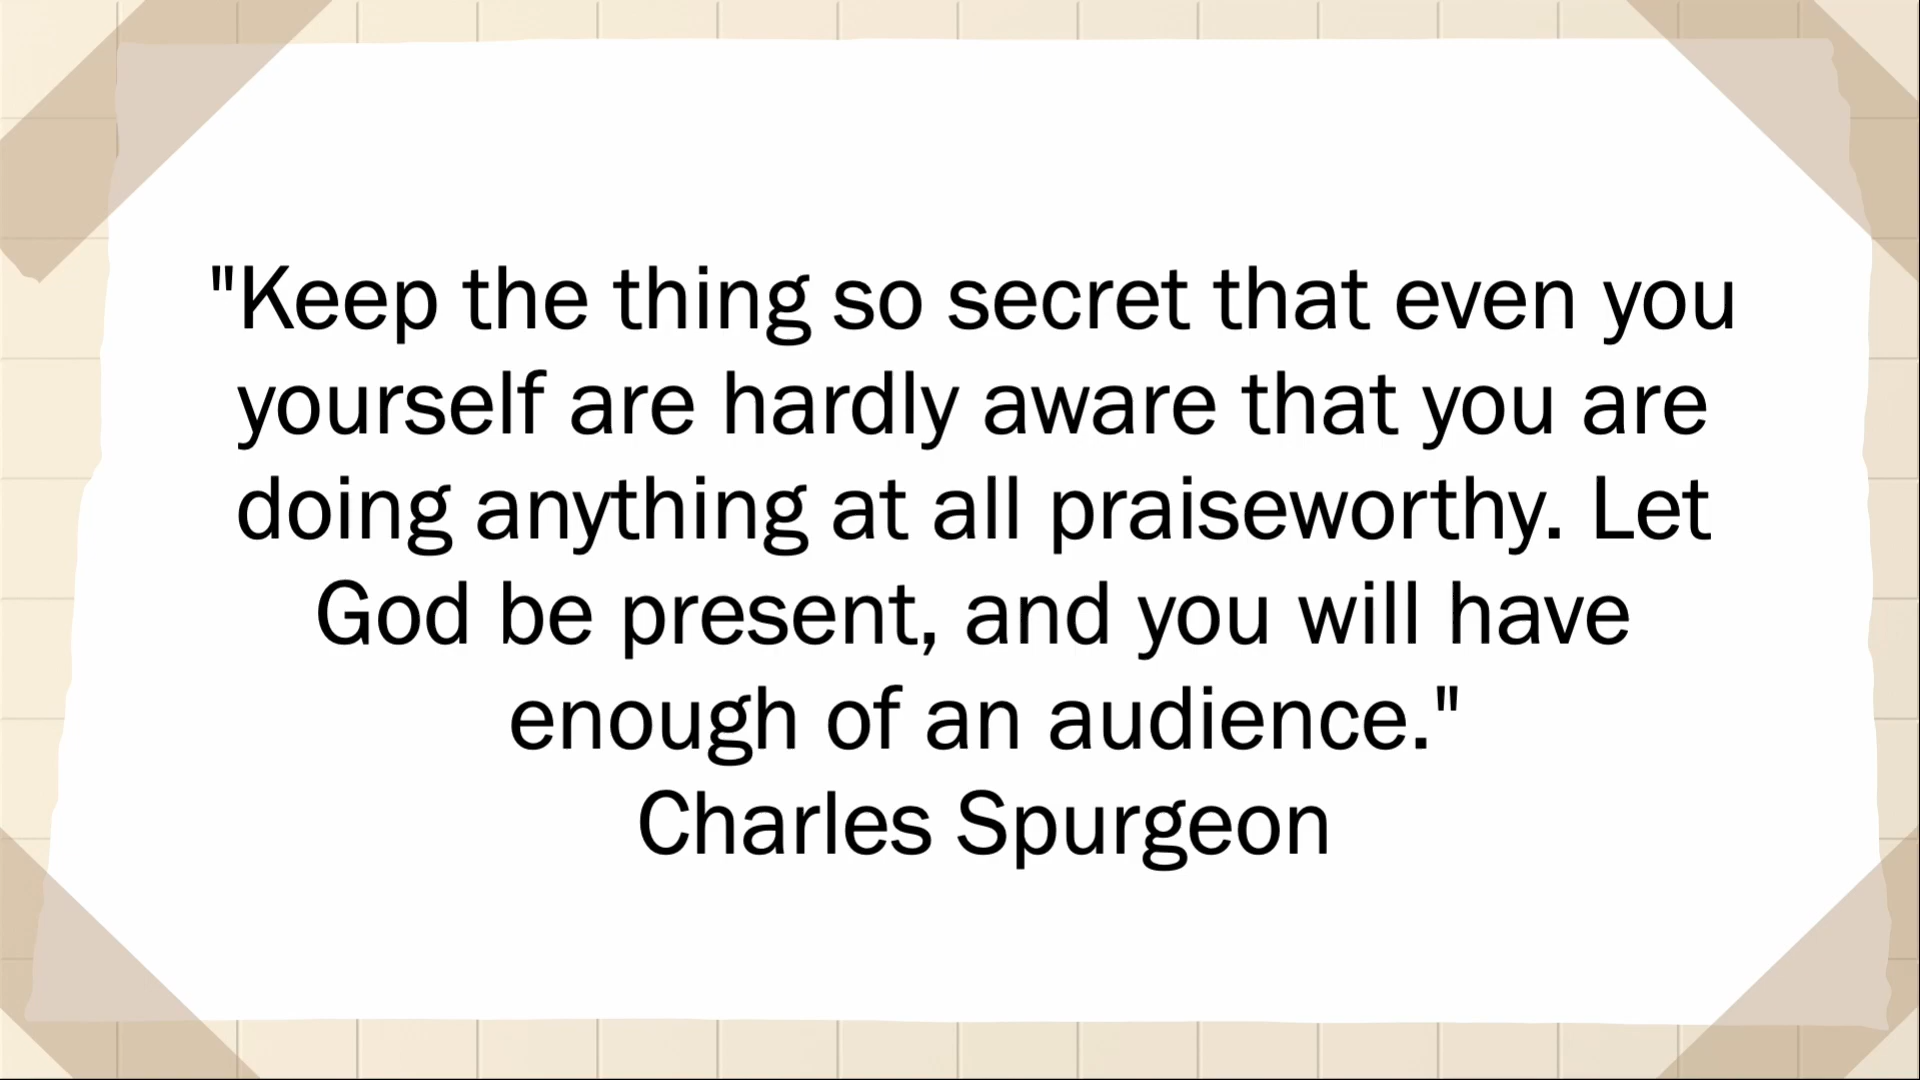 "Keep the thing so secret that even you
yourself are hardly aware that you are
doing anything at all praiseworthy. Let
God be present, and you will have
enough of an audience."
Charles Spurgeon